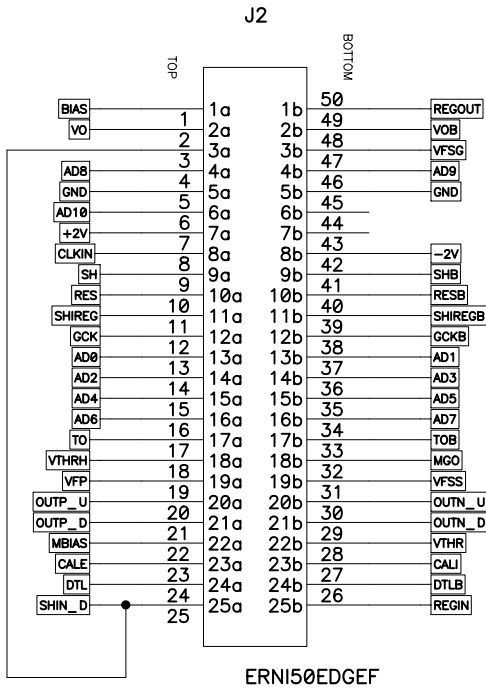 J2
TOP BOTTOM
BIAS 1 1a 1b 50 REGOUT
VO 2 2a 2b 49 VOB
3 3a 3b 48 VFSG
AD8 4 4a 4b 47 AD9
GND 5 5a 5b 46 GND
AD10 6 6a 6b 45
+2V 7 7a 7b 44
CLKIN 8 8a 8b 43 -2V
SH 9 9a 9b 42 SHB
RES 10 10a 10b 41 RESB
SHIREG 11 11a 11b 40 SHIREGB
GCK 12 12a 12b 39 GCKB
AD0 13 13a 13b 38 AD1
AD2 14 14a 14b 37 AD3
AD4 15 15a 15b 36 AD5
AD6 16 16a 16b 35 AD7
TO 17 17a 17b 34 TOB
VTHRH 18 18a 18b 33 MGO
VFP 19 19a 19b 32 VFSS
OUTP_U 20 20a 20b 31 OUTN_U
OUTP_D 21 21a 21b 30 OUTN_D
MBIAS 22 22a 22b 29 VTHR
CALE 23 23a 23b 28 CALI
DTL 24 24a 24b 27 DTLB
SHIN_D 25 25a 25b 26 REGIN
ERNI50EDGEF